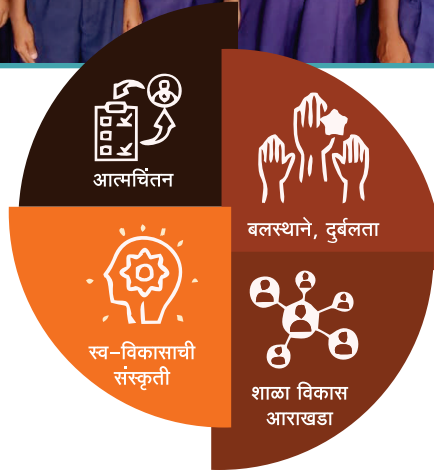 आत्मचिंतन
बलस्थाने, दुर्बलता
स्व-विकासाची
संस्कृती
शाळा विकास
आराखडा